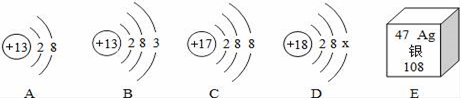 +13 2 8
+13 2 8 3
+17 2 8 8
+18 2 8 x
47 Ag
银
108
A B C D E